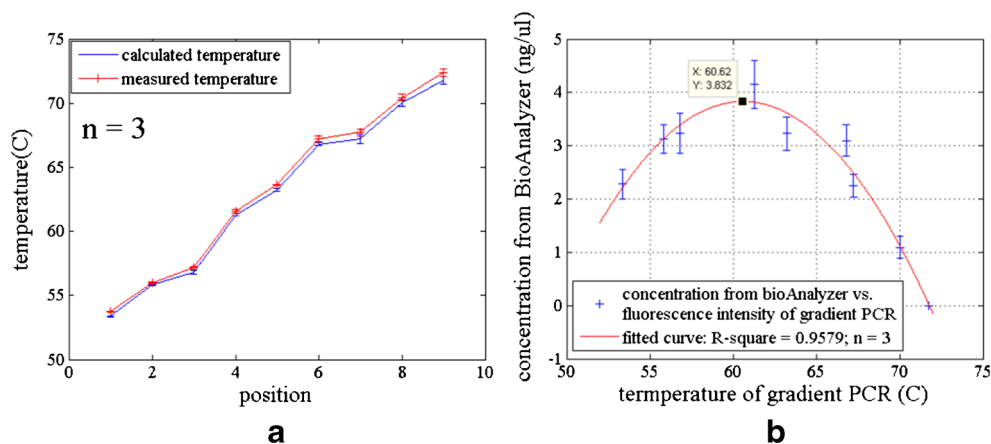 75
70
65
60
55
50
temperature(C)
calculated temperature
measured temperature
n = 3
0
2
4
6
8
10
position
a
5
4
3
2
1
0
-1
concentration from BioAnalyzer (ng/ul)
X: 60.62
Y: 3.832
concentration from bioAnalyzer vs.
fluorescence intensity of gradient PCR
fitted curve: R-square = 0.9579; n = 3
50
55
60
65
70
75
termperature of gradient PCR (C)
b